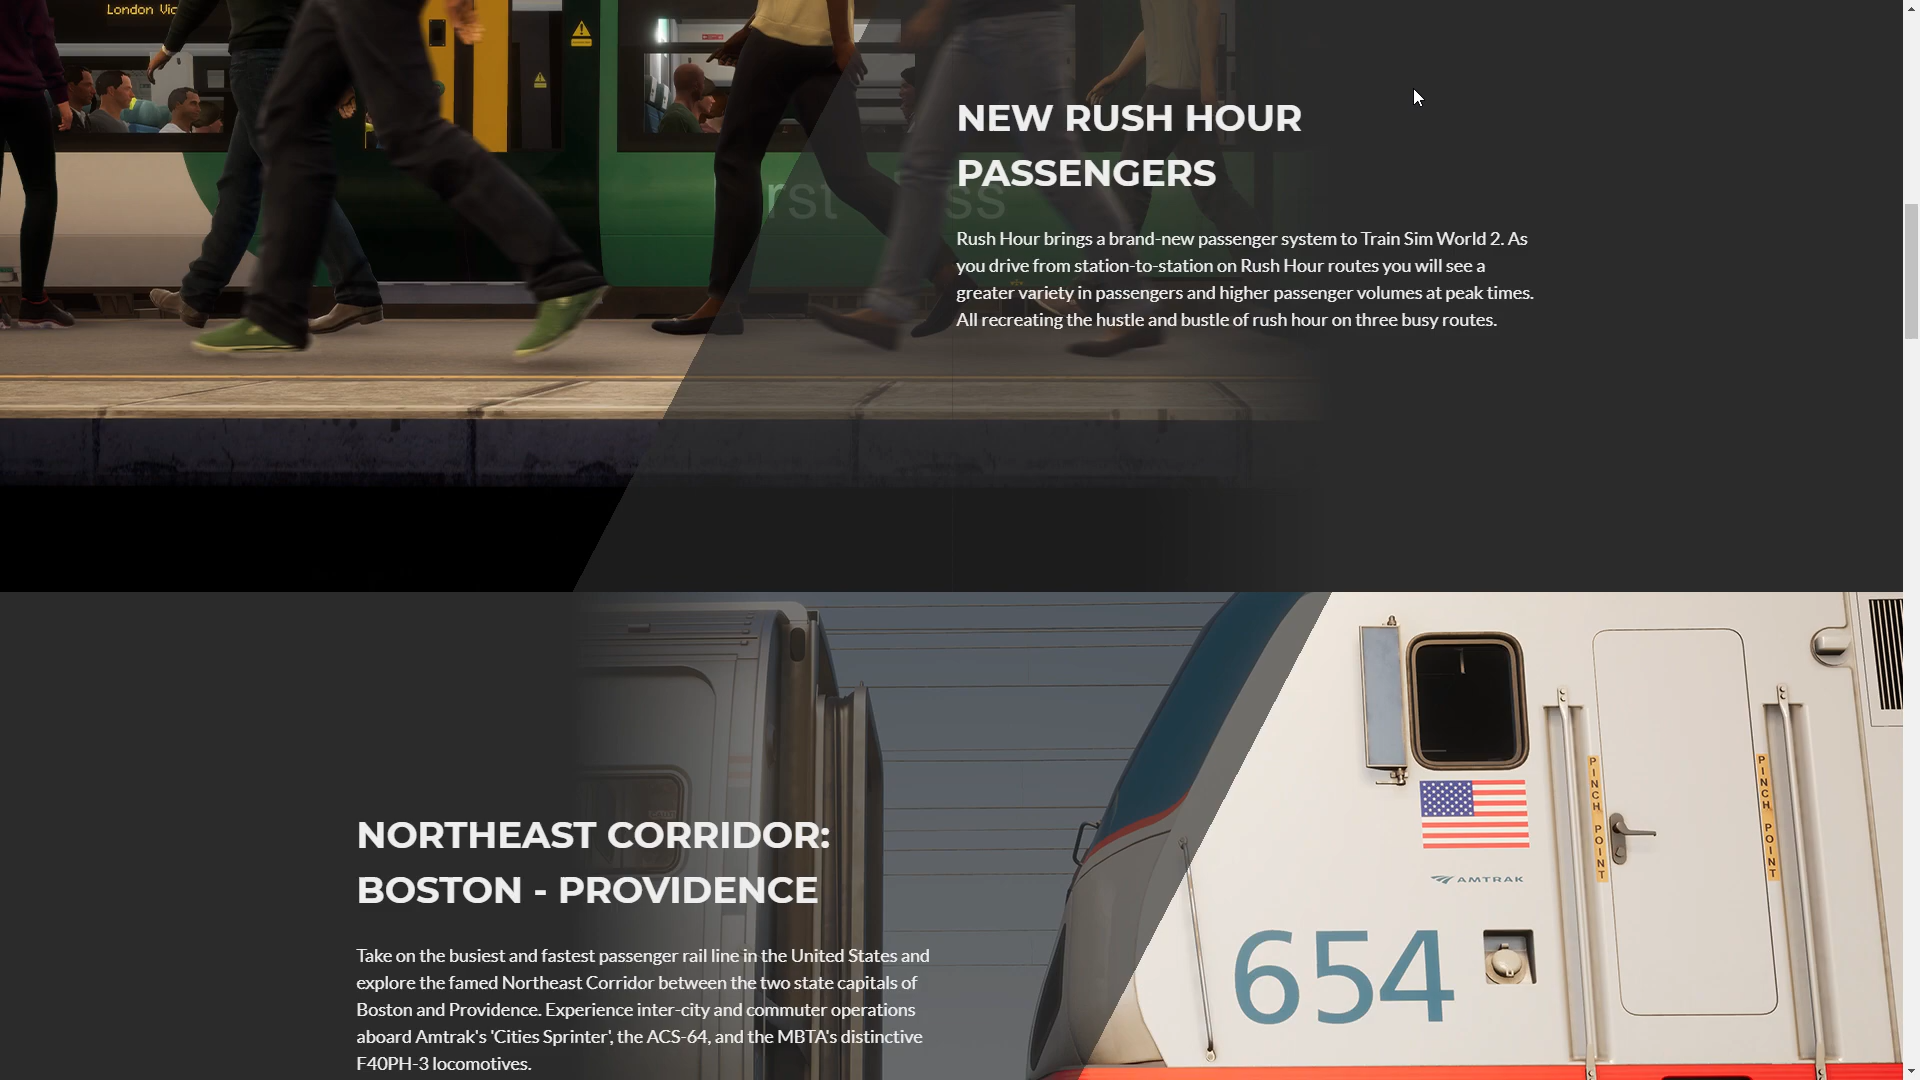 London Vic
NEW RUSH HOUR
PASSENGERS
rst ss
Rush Hour brings a brand-new passenger system to Train Sim World 2. As
you drive from station-to-station on Rush Hour routes you will see a
greater variety in passengers and higher passenger volumes at peak times.
All recreating the hustle and bustle of rush hour on three busy routes.
PINCH POINT
PINCH POINT
AMTRAK
654
NORTHEAST CORRIDOR:
BOSTON - PROVIDENCE
Take on the busiest and fastest passenger rail line in the United States and
explore the famed Northeast Corridor between the two state capitals of
Boston and Providence. Experience inter-city and commuter operations
aboard Amtrak's 'Cities Sprinter', the ACS-64, and the MBTA's distinctive
F40PH-3 locomotives.